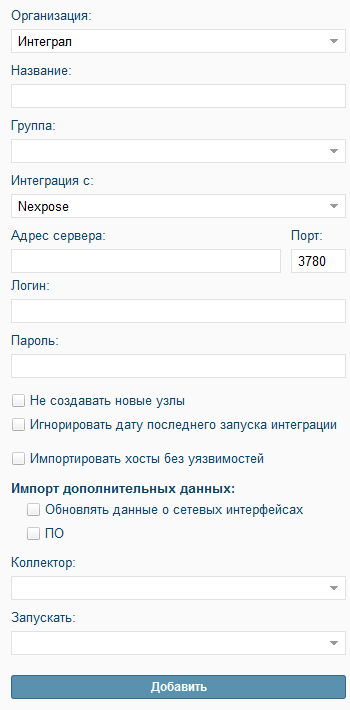 Организация:
Интеграл
Название:
Группа:
Интеграция с:
Nexpose
Адрес сервера: Порт:
3780
Логин:
Пароль:
Не создавать новые узлы
Игнорировать дату последнего запуска интеграции
Импортировать хосты без уязвимостей
Импорт дополнительных данных:
Обновлять данные о сетевых интерфейсах
ПО
Коллектор:
Запускать:
Добавить